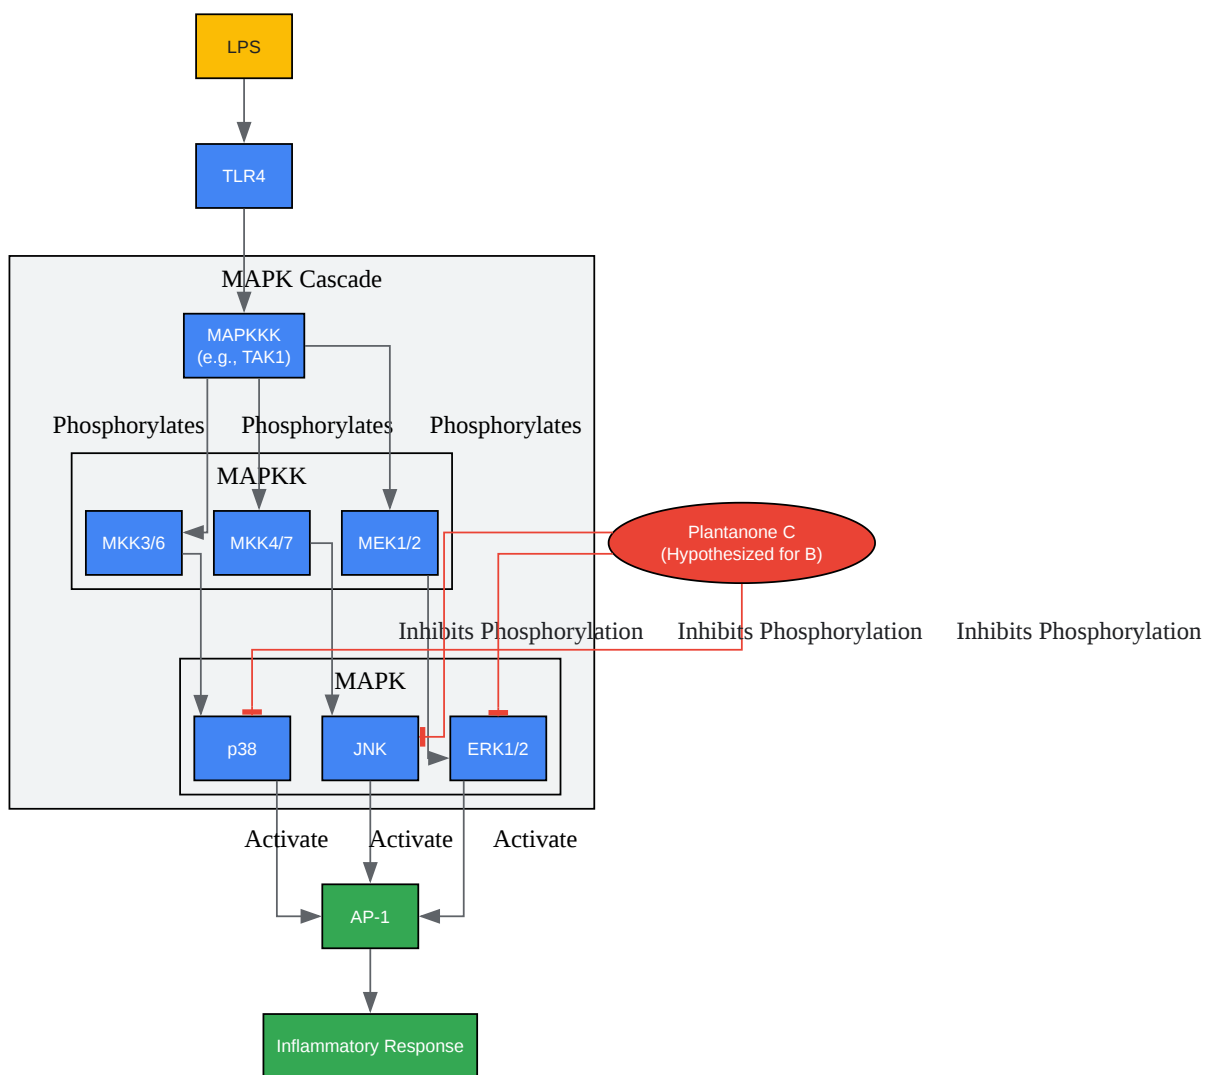 LPS
TLR4
MAPK Cascade
MAPKKK
(e.g., TAK1)
Phosphorylates
Phosphorylates
Phosphorylates
MAPKK
MKK3/6
MKK4/7
MEK1/2
Plantanone C
(Hypothesized for B)
Inhibits Phosphorylation
Inhibits Phosphorylation
Inhibits Phosphorylation
MAPK
p38
JNK
ERK1/2
Activate
Activate
Activate
AP-1
Inflammatory Response